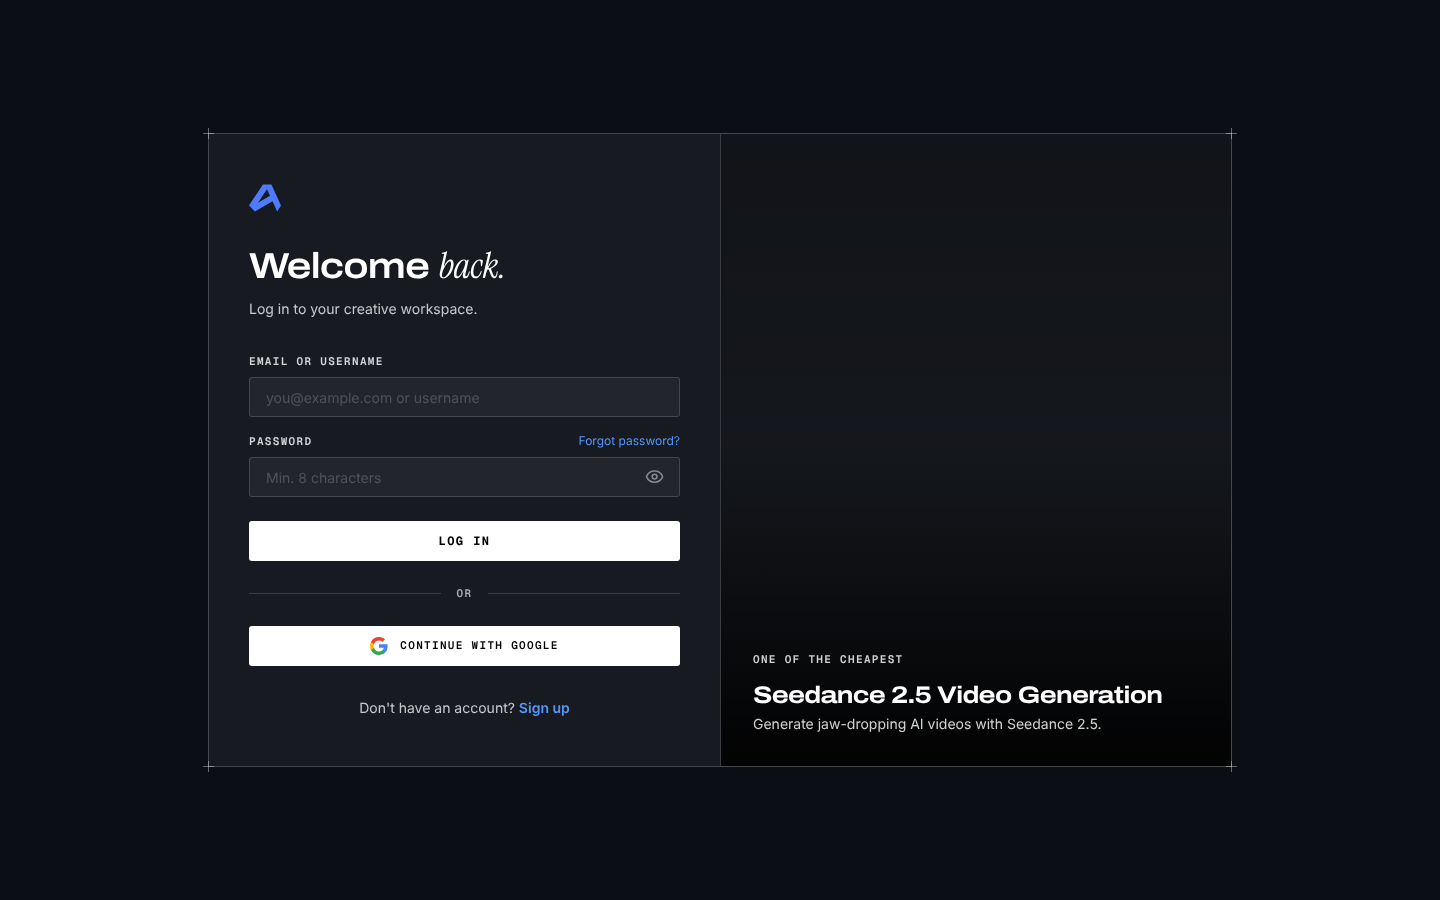 Welcome back.
Log in to your creative workspace.
EMAIL OR USERNAME
you@example.com or username
PASSWORD
Forgot password?
Min. 8 characters
LOG IN
OR
CONTINUE WITH GOOGLE
Don't have an account? Sign up
ONE OF THE CHEAPEST
Seedance 2.5 Video Generation
Generate jaw-dropping AI videos with Seedance 2.5.